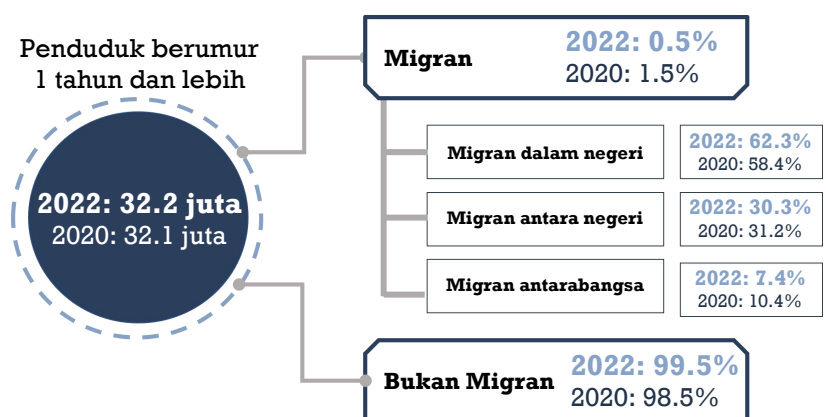 Penduduk berumur
1 tahun dan lebih
2022: 32.2 juta
2020: 32.1 juta
Migran
2022: 0.5%
2020: 1.5%
Migran dalam negeri
2022: 62.3%
2020: 58.4%
Migran antara negeri
2022: 30.3%
2020: 31.2%
Migran antarabangsa
2022: 7.4%
2020: 10.4%
Bukan Migran
2022: 99.5%
2020: 98.5%